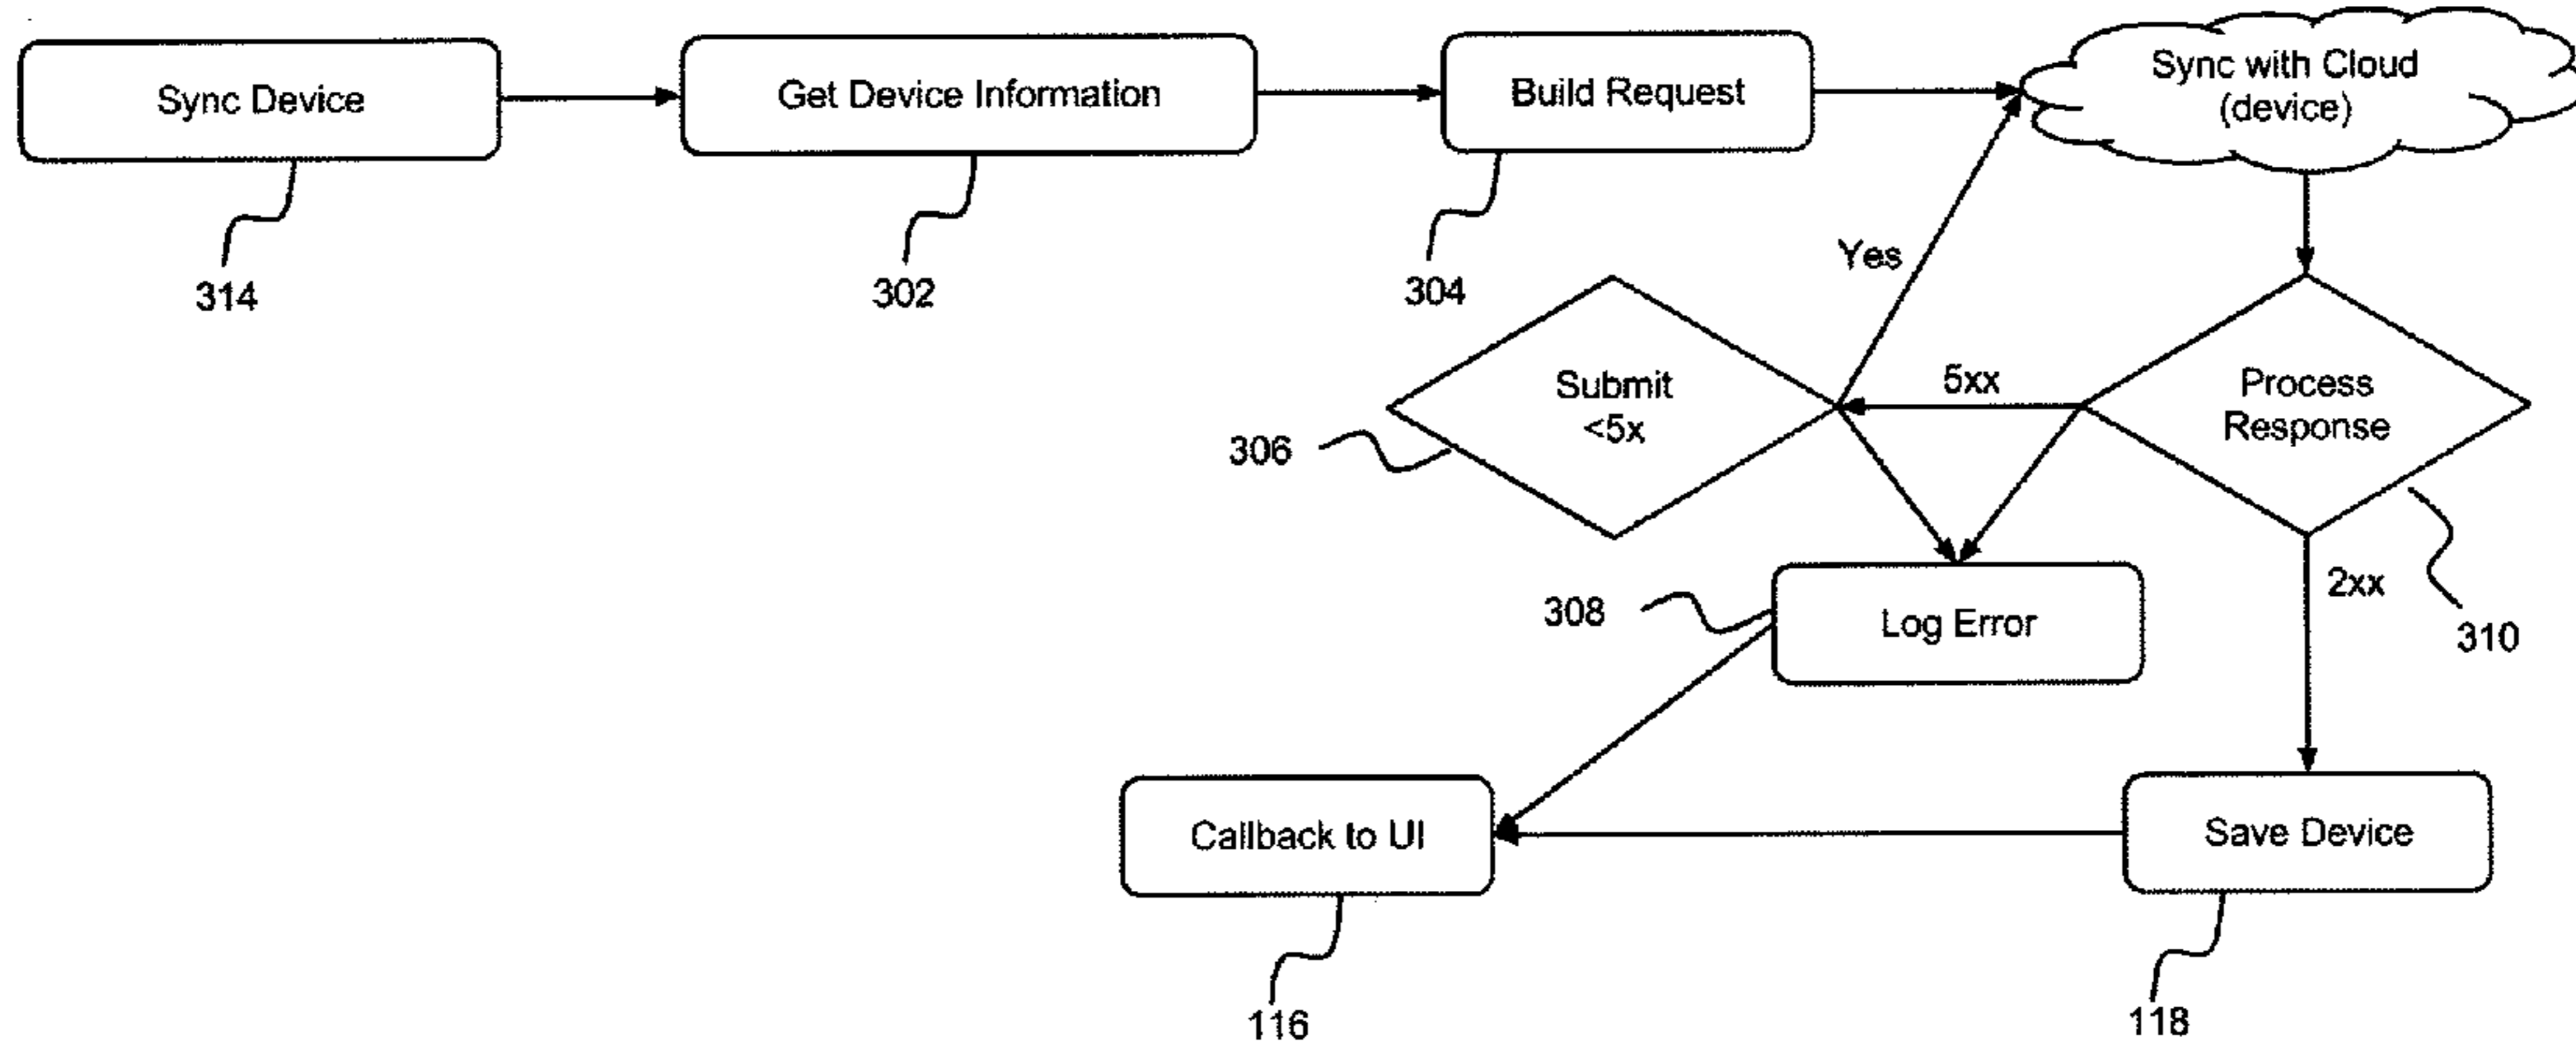 Sync Device
Get Device Information
Build Request
Sync with Cloud
(device)
314
302
304
Yes
Submit
<5x
5xx
Process
Response
306
308
Log Error
2xx
310
Callback to UI
Save Device
116
118